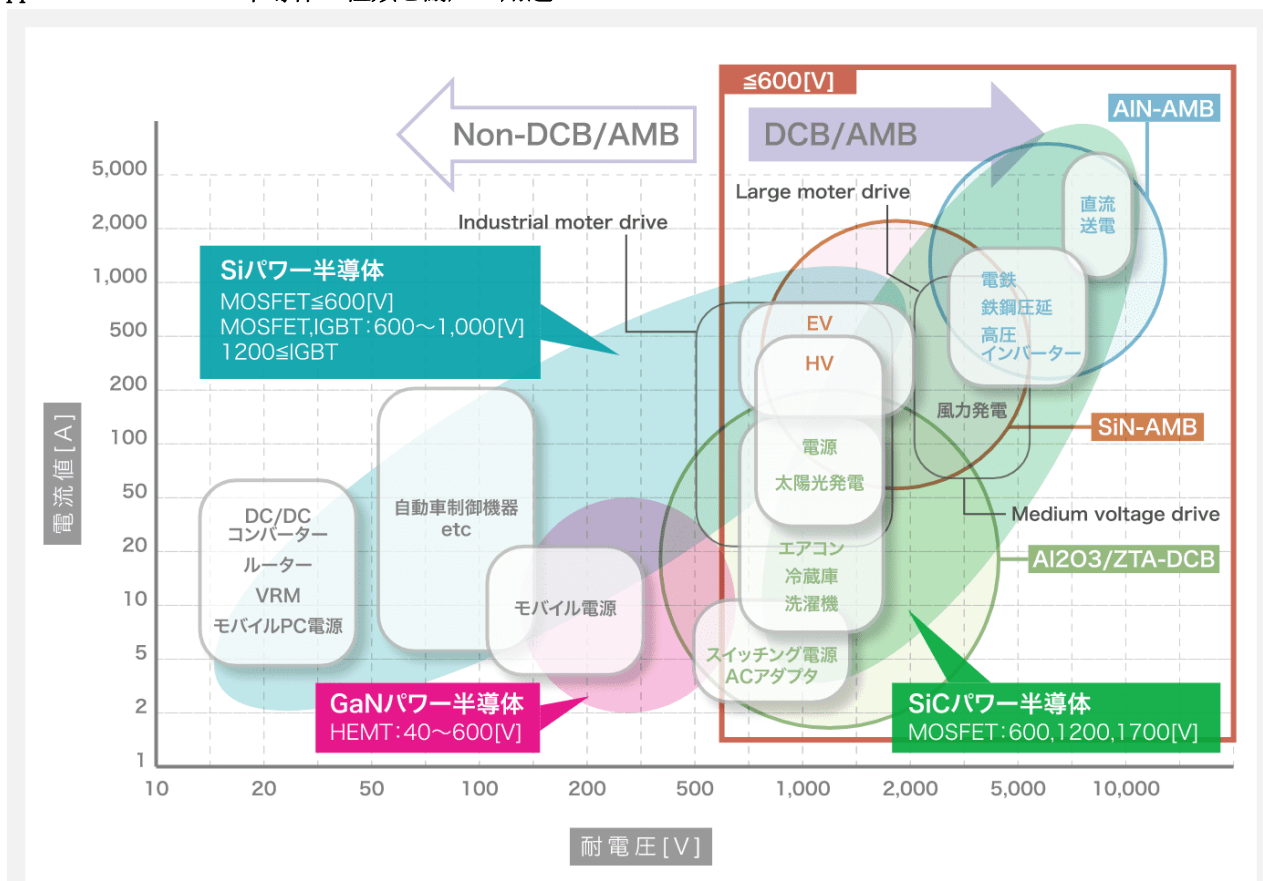 ≦600[V]
AlN-AMB
Non-DCB/AMB
DCB/AMB
5,000
2,000
1,000
500
200
100
50
20
10
5
2
1
電流値[A]
Large moter drive
Industrial moter drive
直流
送電
Siパワー半導体
MOSFET≦600[V]
MOSFET,IGBT:600〜1,000[V]
1200≦IGBT
電鉄
鉄鋼圧延
高圧
インバーター
EV
HV
風力発電
SiN-AMB
電源
太陽光発電
自動車制御機器
etc
DC/DC
コンバーター
ルーター
VRM
モバイルPC電源
Medium voltage drive
エアコン
冷蔵庫
洗濯機
Al2O3/ZTA-DCB
モバイル電源
スイッチング電源
ACアダプタ
GaNパワー半導体
HEMT:40〜600[V]
SiCパワー半導体
MOSFET:600,1200,1700[V]
10
20
50
100
200
500
1,000
2,000
5,000
10,000
耐電圧[V]